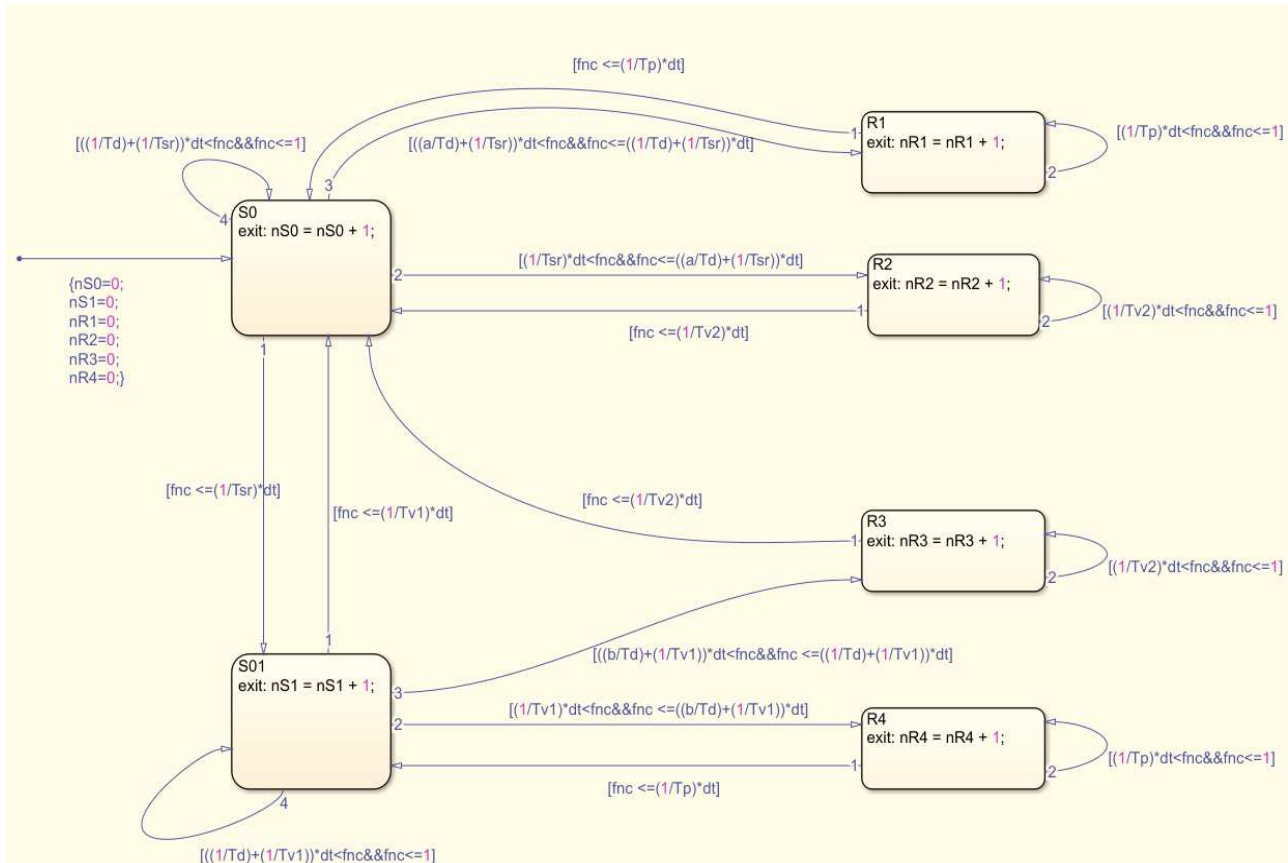 [fnc <=(1/Tp)*dt]
[((1/Td)+(1/Tsr))*dt<fnc&&fnc<=1]
[((a/Td)+(1/Tsr))*dt<fnc&&fnc<=((1/Td)+(1/Tsr))*dt]
R1
exit: nR1 = nR1 + 1;
1
2
[(1/Tp)*dt<fnc&&fnc<=1]
3
4
S0
exit: nS0 = nS0 + 1;
2
[(1/Tsr)*dt<fnc&&fnc<=((a/Td)+(1/Tsr))*dt]
R2
exit: nR2 = nR2 + 1;
1
2
[(1/Tv2)*dt<fnc&&fnc<=1]
[fnc <=(1/Tv2)*dt]
{nS0=0;
nS1=0;
nR1=0;
nR2=0;
nR3=0;
nR4=0;}
1
[fnc <=(1/Tsr)*dt]
[fnc <=(1/Tv1)*dt]
[fnc <=(1/Tv2)*dt]
R3
exit: nR3 = nR3 + 1;
1
2
[(1/Tv2)*dt<fnc&&fnc<=1]
1
[((b/Td)+(1/Tv1))*dt<fnc&&fnc <=((1/Td)+(1/Tv1))*dt]
S01
exit: nS1 = nS1 + 1;
3
2
[(1/Tv1)*dt<fnc&&fnc <=((b/Td)+(1/Tv1))*dt]
R4
exit: nR4 = nR4 + 1;
1
2
[(1/Tp)*dt<fnc&&fnc<=1]
[fnc <=(1/Tp)*dt]
4
[((1/Td)+(1/Tv1))*dt<fnc&&fnc<=1]